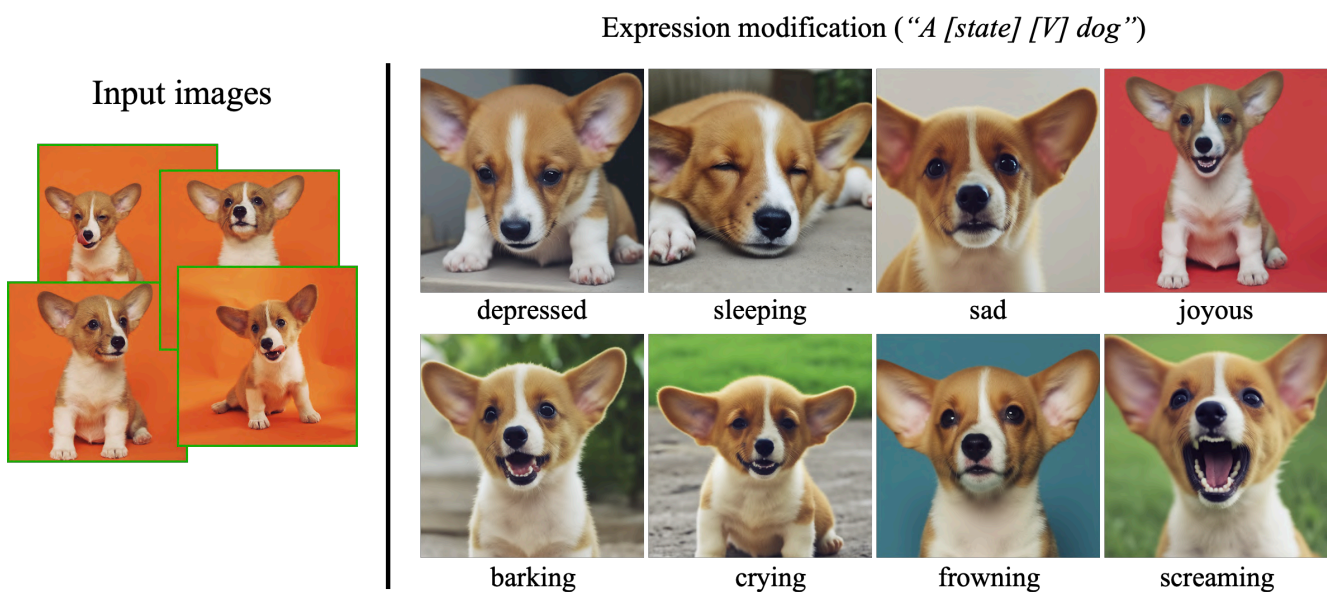 Expression modification (“A [state] [V] dog”)
Input images
depressed
sleeping
sad
joyous
barking
crying
frowning
screaming